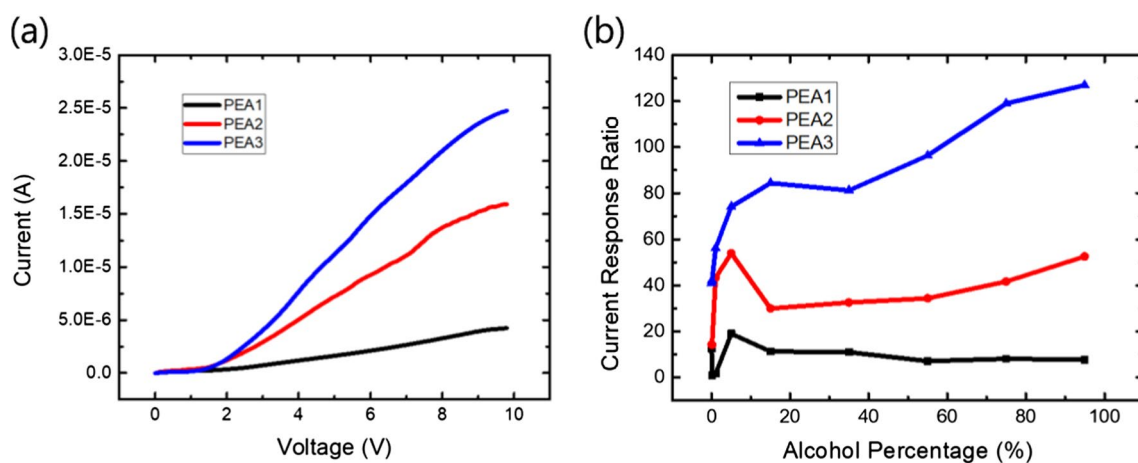 (a)
3.0E-5
2.5E-5
2.0E-5
1.5E-5
1.0E-5
5.0E-6
0.0
Current (A)
PEA1
PEA2
PEA3
0 2 4 6 8 10
Voltage (V)
(b)
140
120
100
80
60
40
20
0
Current Response Ratio
PEA1
PEA2
PEA3
0 20 40 60 80 100
Alcohol Percentage (%)